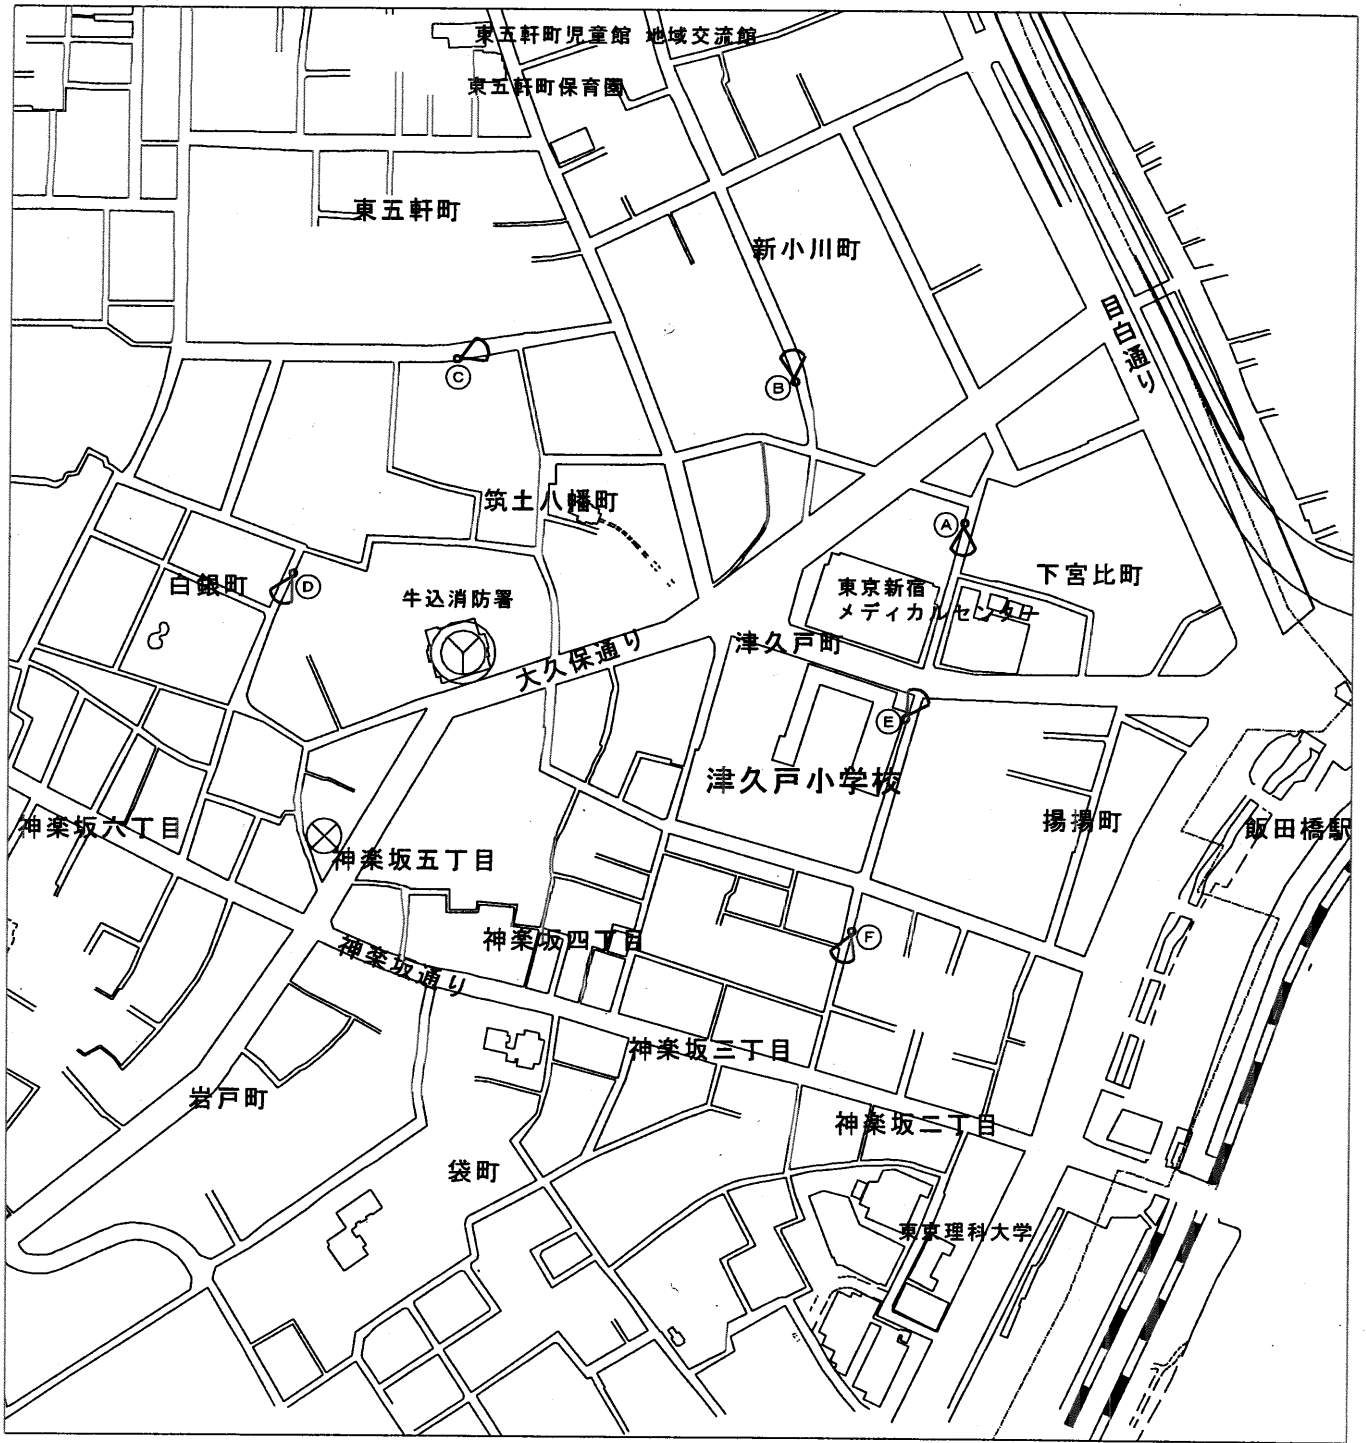 東五軒町児童館 地域交流館
東五軒町保育園
東五軒町
新小川町
目白通り
C
B
筑土八幡町
A
白銀町
D
牛込消防署
東京新宿
メディカルセンター
下宮比町
大久保通り
津久戸町
E
津久戸小学校
神楽坂六丁目
揚揚町
飯田橋駅
神楽坂五丁目
神楽坂四丁目
F
神楽坂通り
神楽坂三丁目
岩戸町
神楽坂二丁目
袋町
東京理科大学